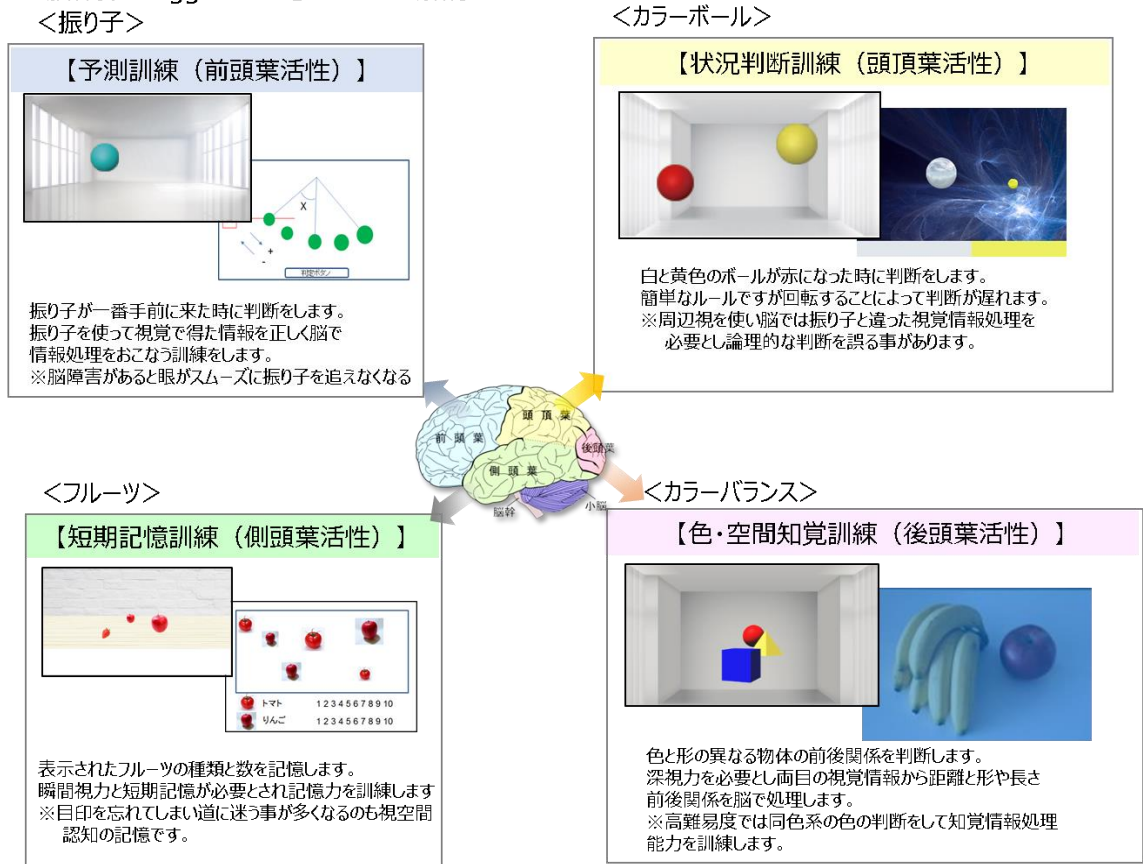 <振り子>
【予測訓練（前頭葉活性）】
X
+
-
判定ボタン
振り子が一番手前に来た時に判断をします。
振り子を使って視覚で得た情報を正しく脳で
情報処理をおこなう訓練をします。
※脳障害があると眼がスムーズに振り子を追えなくなる
<カラーボール>
【状況判断訓練（頭頂葉活性）】
白と黄色のボールが赤になった時に判断をします。
簡単なルールですが回転することによって判断が遅れます。
※周辺視を使い脳では振り子と違った視覚情報処理を
必要とし論理的な判断を誤る事があります。
前頭葉
頭頂葉
後頭葉
側頭葉
脳幹
小脳
<フルーツ>
【短期記憶訓練（側頭葉活性）】
トマト 1 2 3 4 5 6 7 8 9 10
りんご 1 2 3 4 5 6 7 8 9 10
表示されたフルーツの種類と数を記憶します。
瞬間視力と短期記憶が必要とされ記憶力を訓練します
※目印を忘れてしまい道に迷う事が多くなるのも視空間
認知の記憶です。
<カラーバランス>
【色・空間知覚訓練（後頭葉活性）】
色と形の異なる物体の前後関係を判断します。
深視力を必要とし両目の視覚情報から距離と形や長さ
前後関係を脳で処理します。
※高難易度では同色系の色の判断をして知覚情報処理
能力を訓練します。